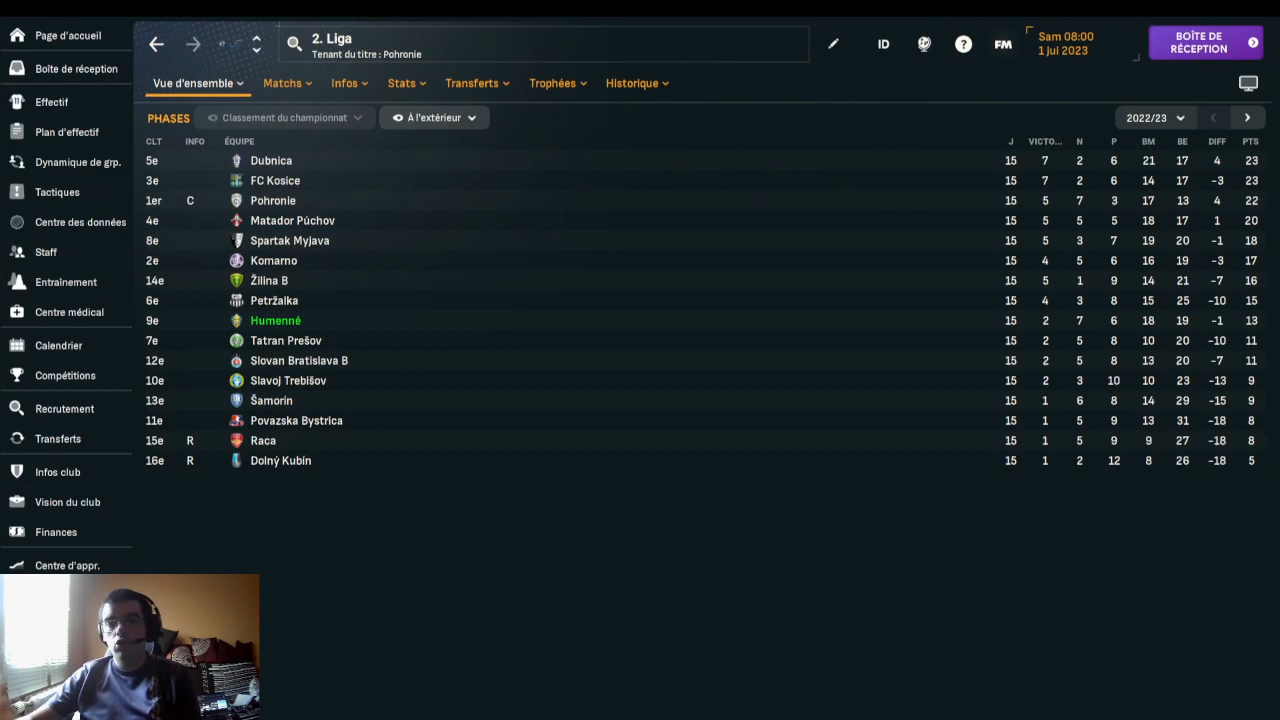 Page d'accueil
Boîte de réception
Effectif
Plan d'effectif
Dynamique de grp.
Tactiques
Centre des données
Staff
Entraînement
Centre médical
Calendrier
Compétitions
Recrutement
Transferts
Infos club
Vision du club
Finances
Centre d'appr.
2. Liga
Tenant du titre : Pohronie
ID
?
FM
Sam 08:00
1 Jul 2023
BOÎTE DE RÉCEPTION
Vue d'ensemble Matchs Infos Stats Transferts Trophées Historique
PHASES Classement du championnat À l'extérieur 2022/23
CLT INFO ÉQUIPE J VICTO... N P BM BE DIFF PTS
5e Dubnica 15 7 2 6 21 17 4 23
3e FC Kosice 15 7 2 6 14 17 -3 23
1er C Pohronie 15 5 7 3 17 13 4 22
4e Matador Púchov 15 5 5 5 18 17 1 20
8e Spartak Myjava 15 5 3 7 19 20 -1 18
2e Komarno 15 4 5 6 16 19 -3 17
14e Žilina B 15 5 1 9 14 21 -7 16
6e Petržalka 15 4 3 8 15 25 -10 15
9e Humenné 15 2 7 6 18 19 -1 13
7e Tatran Prešov 15 2 5 8 10 20 -10 11
12e Slovan Bratislava B 15 2 5 8 13 20 -7 11
10e Slavoj Trebišov 15 2 3 10 10 23 -13 9
13e Šamorín 15 1 6 8 14 29 -15 9
11e Povazska Bystrica 15 1 5 9 13 31 -18 8
15e R Raca 15 1 5 9 9 27 -18 8
16e R Dolný Kubín 15 1 2 12 8 26 -18 5